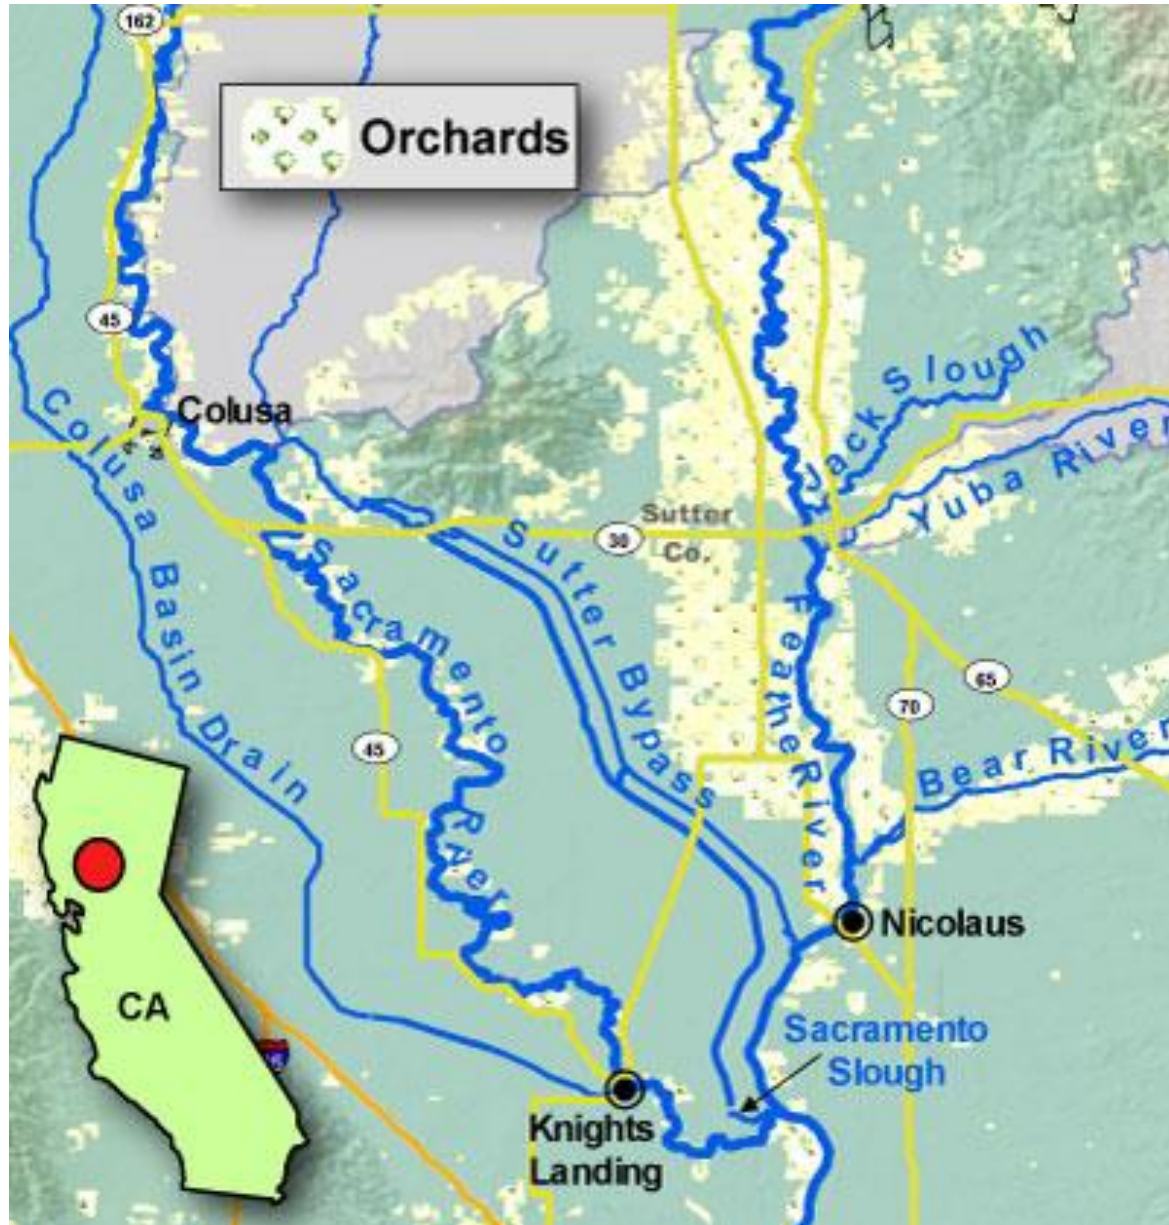 162
Orchards
45
Colusa
Jack Slough
Yuba River
Colusa Basin Drain
Sutter Bypass
30
Sutter
Co.
Sacramento River
Feather River
65
70
45
Bear River
Nicolaus
CA
Sacramento
Slough
Knights
Landing